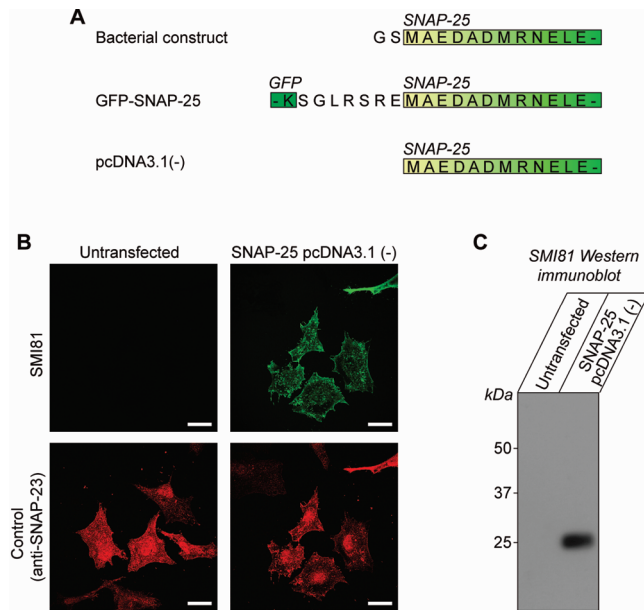 A
SNAP-25
Bacterial construct
G S M A E D A D M R N E L E -
GFP
SNAP-25
GFP-SNAP-25
- K S G L R S R E M A E D A D M R N E L E -
SNAP-25
pcDNA3.1(-)
M A E D A D M R N E L E -
B
Untransfected
SNAP-25 pcDNA3.1 (-)
SMI81
Control
(anti-SNAP-23)
C
SMI81 Western
immunoblot
Untransfected
SNAP-25
pcDNA3.1 (-)
kDa
50
37
25